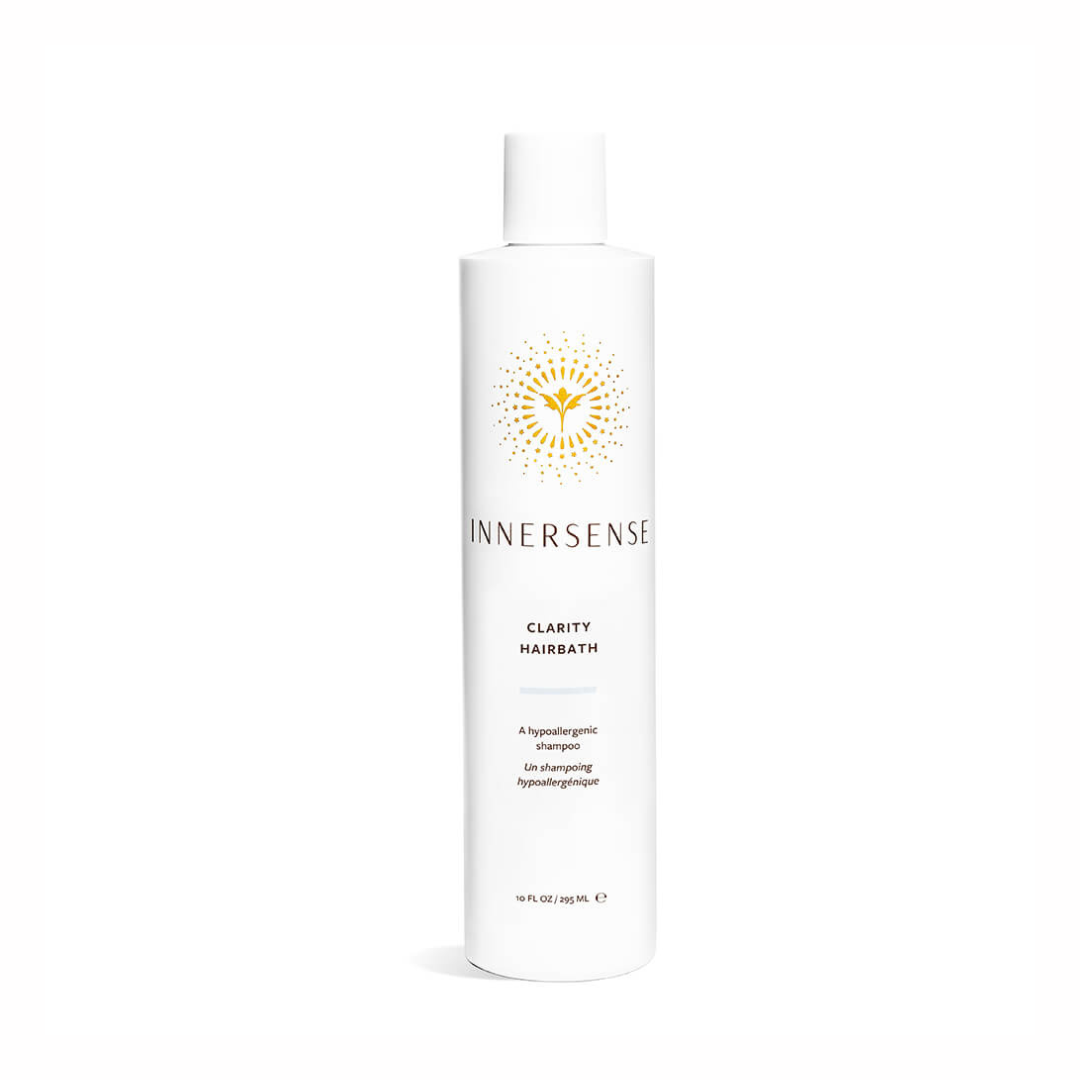 INNERSENSE
CLARITY
HAIRBATH
A hypoallergenic
shampoo
Un shampoing
hypoallergénique
10 FL OZ / 295 ML ℮